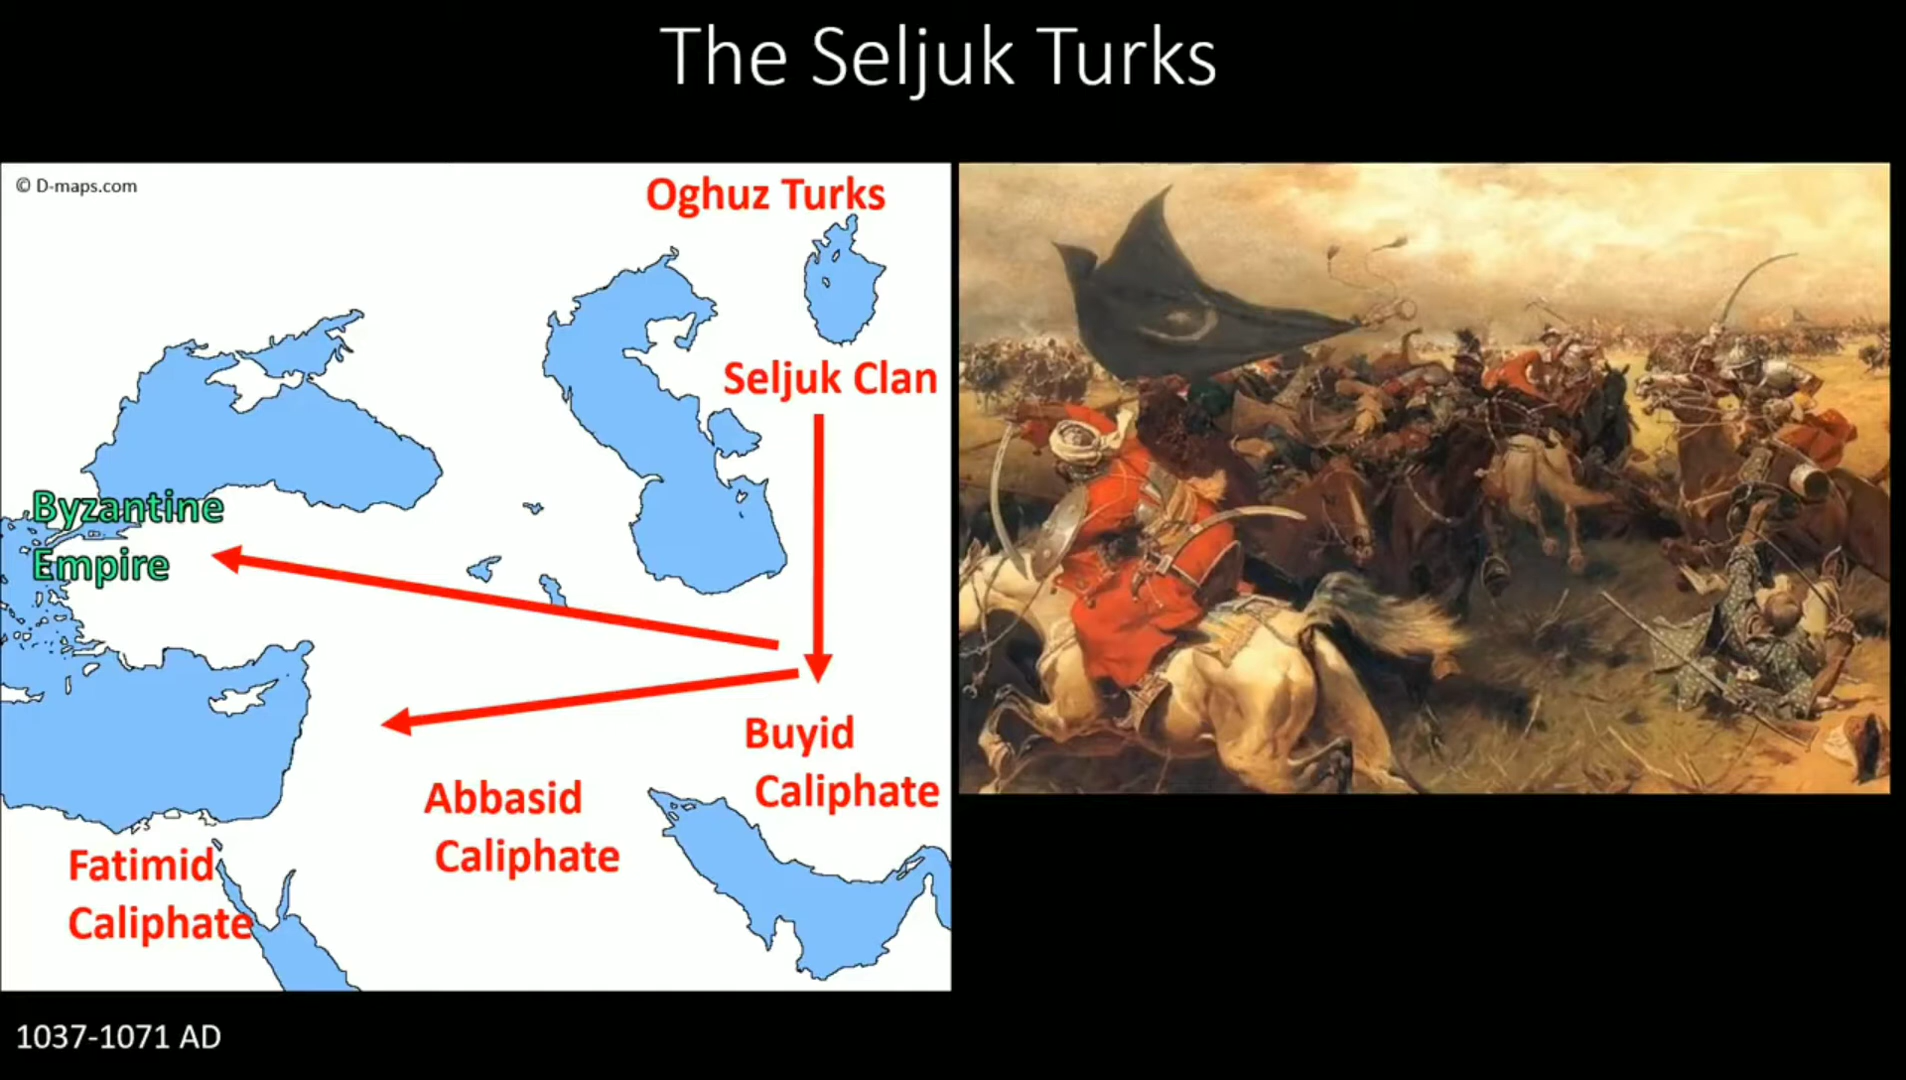 The Seljuk Turks
© D-maps.com
Oghuz Turks
Seljuk Clan
Byzantine
Empire
Buyid
Caliphate
Abbasid
Caliphate
Fatimid
Caliphate
1037-1071 AD